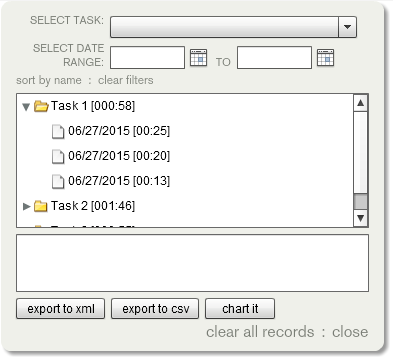 SELECT TASK:
SELECT DATE
RANGE:
TO
sort by name : clear filters
Task 1 [000:58]
06/27/2015 [00:25]
06/27/2015 [00:20]
06/27/2015 [00:13]
Task 2 [001:46]
export to xml
export to csv
chart it
clear all records : close